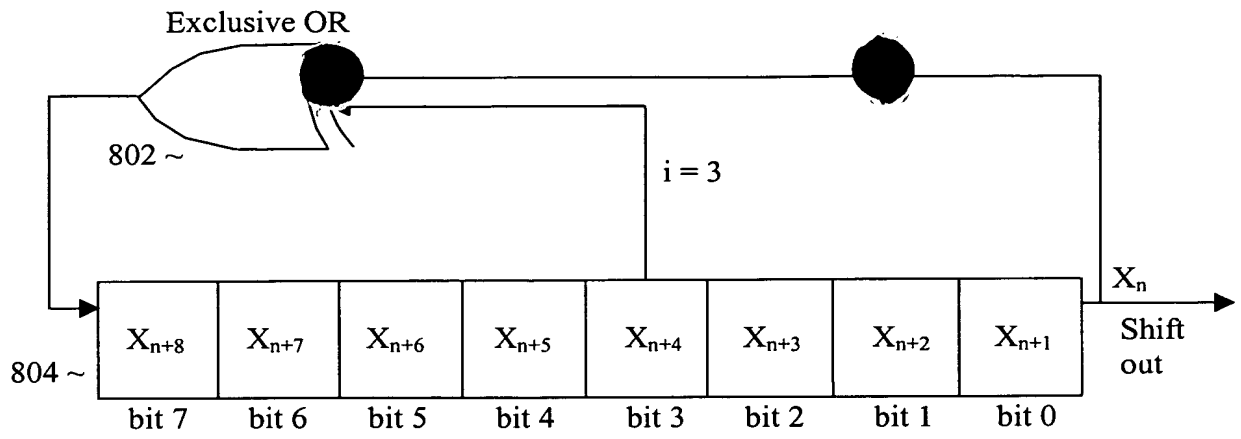 Exclusive OR
802 ~
i = 3
Xₙ
Shift
out
Xₙ₊₈ Xₙ₊₇ Xₙ₊₆ Xₙ₊₅ Xₙ₊₄ Xₙ₊₃ Xₙ₊₂ Xₙ₊₁
804 ~
bit 7 bit 6 bit 5 bit 4 bit 3 bit 2 bit 1 bit 0